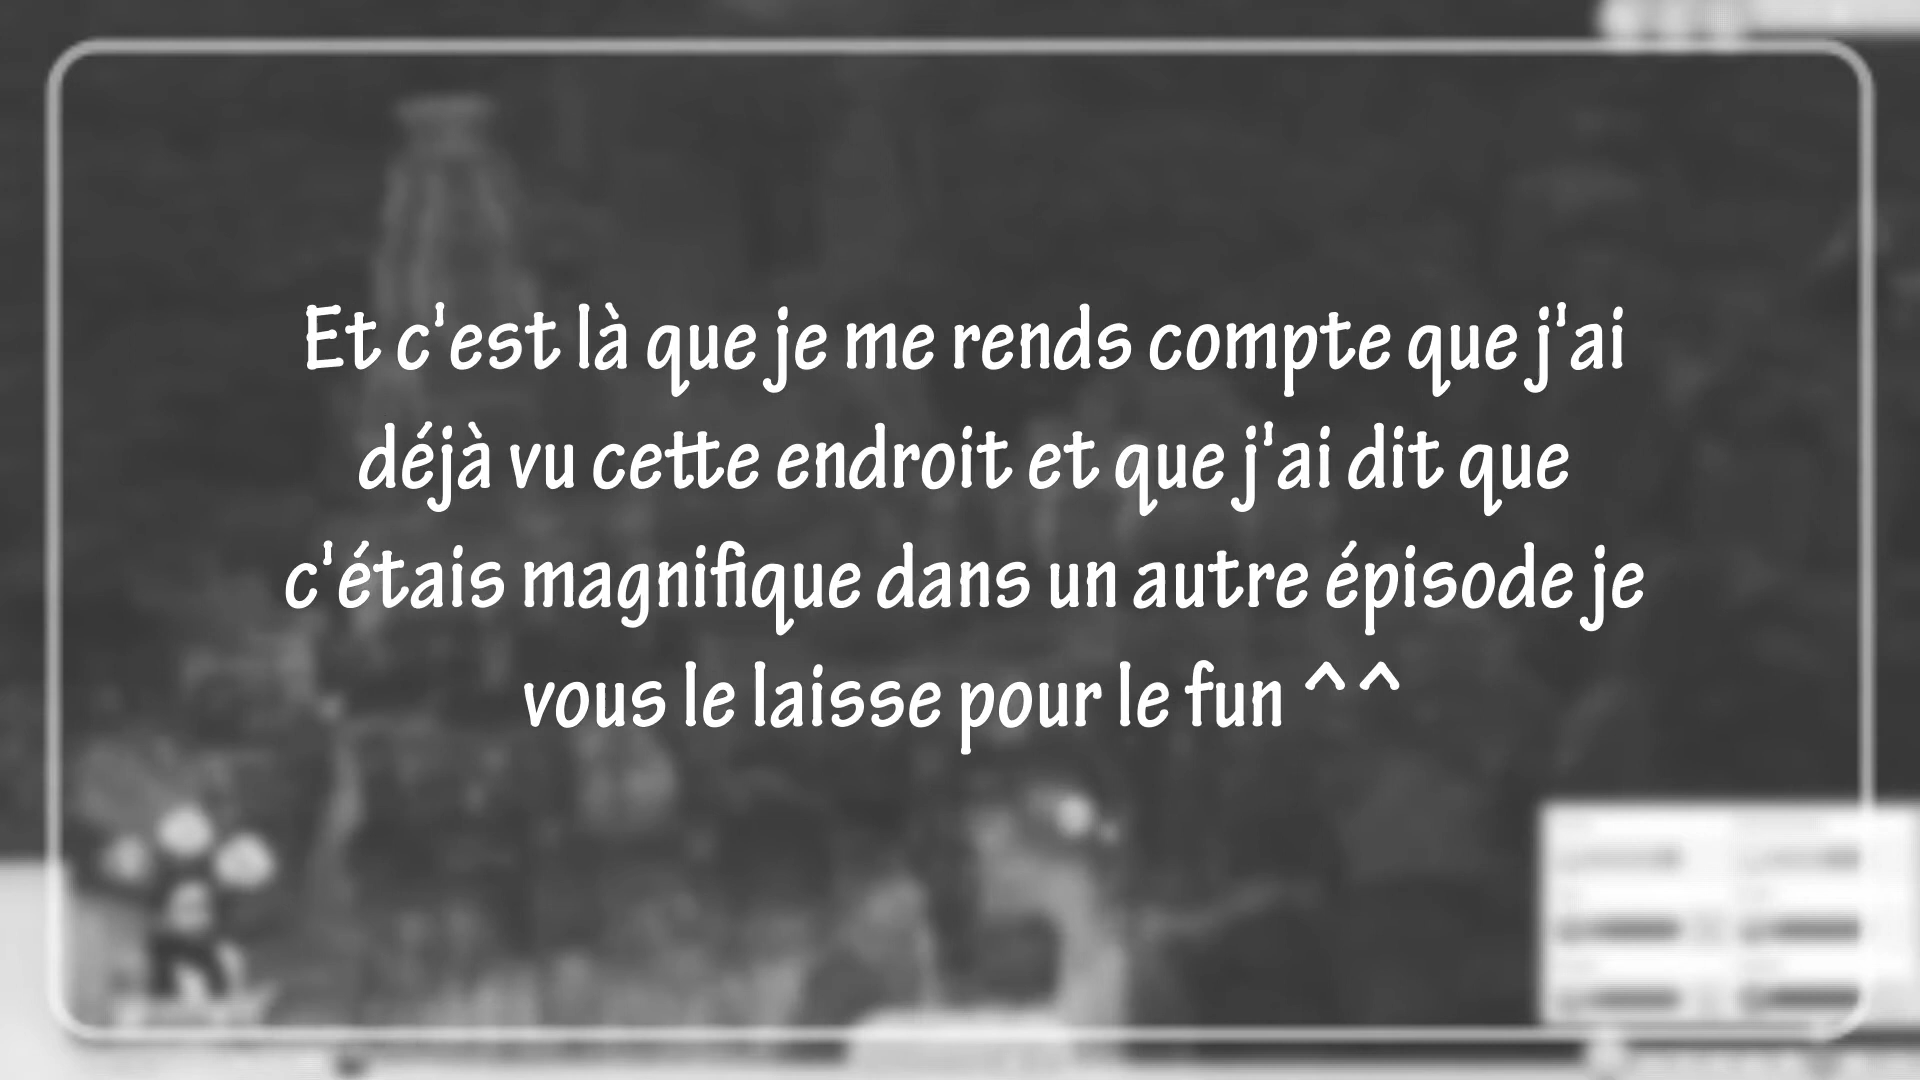 Et c'est là que je me rends compte que j'ai
déjà vu cette endroit et que j'ai dit que
c'étais magnifique dans un autre épisode je
vous le laisse pour le fun ^^